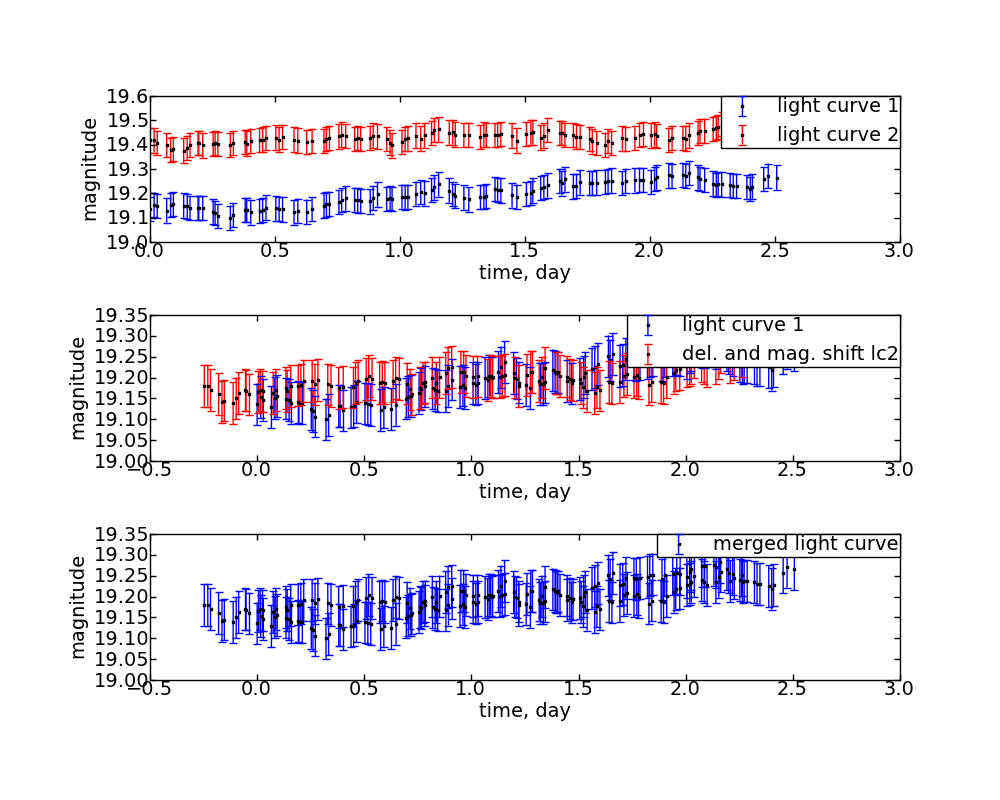 19.6
19.5
19.4
19.3
19.2
19.1
19.0
magnitude
light curve 1
light curve 2
0.0 0.5 1.0 1.5 2.0 2.5 3.0
time, day
19.35
19.30
19.25
19.20
19.15
19.10
19.05
19.00
magnitude
light curve 1
del. and mag. shift lc2
−0.5 0.0 0.5 1.0 1.5 2.0 2.5 3.0
time, day
19.35
19.30
19.25
19.20
19.15
19.10
19.05
19.00
magnitude
merged light curve
−0.5 0.0 0.5 1.0 1.5 2.0 2.5 3.0
time, day